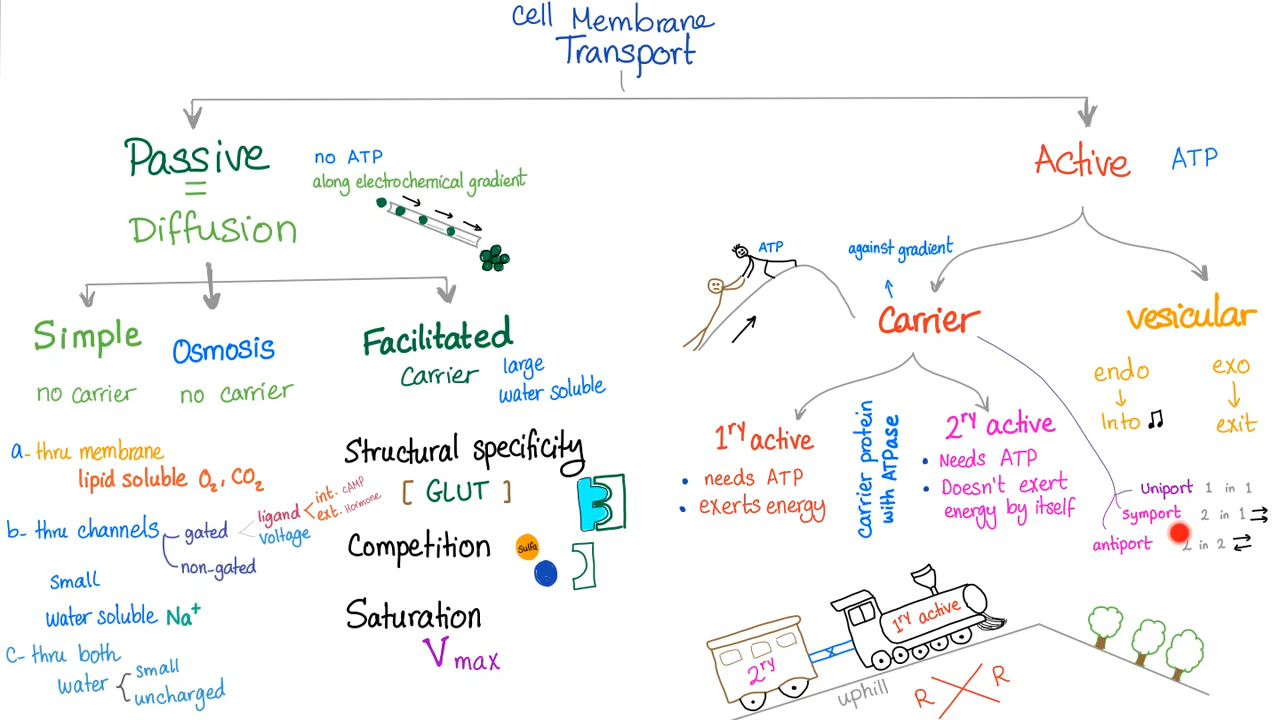 Cell Membrane
Transport
Passive
Diffusion
no ATP
along electrochemical gradient
Active
ATP
Simple
no carrier
Osmosis
no carrier
Facilitated
Carrier
large
water soluble
a- thru membrane
lipid soluble O₂, CO₂
b- thru channels
gated
ligand
int. CAMP
ext. Hormone
voltage
non-gated
small
water soluble Na⁺
c- thru both
water
small
uncharged
Structural specificity
[ GLUT ]
Competition
Sulfa
Saturation
Vmax
ATP
against gradient
Carrier
1ry active
• needs ATP
• exerts energy
Carrier protein
with ATPase
2ry active
• Needs ATP
• Doesn't exert
energy by itself
vesicular
endo
↓
Into ♫
exo
↓
exit
Uniport 1 in 1
symport 2 in 1 ⇉
antiport 2 in 2 ⇄
2ry
1ry active
uphill
R R